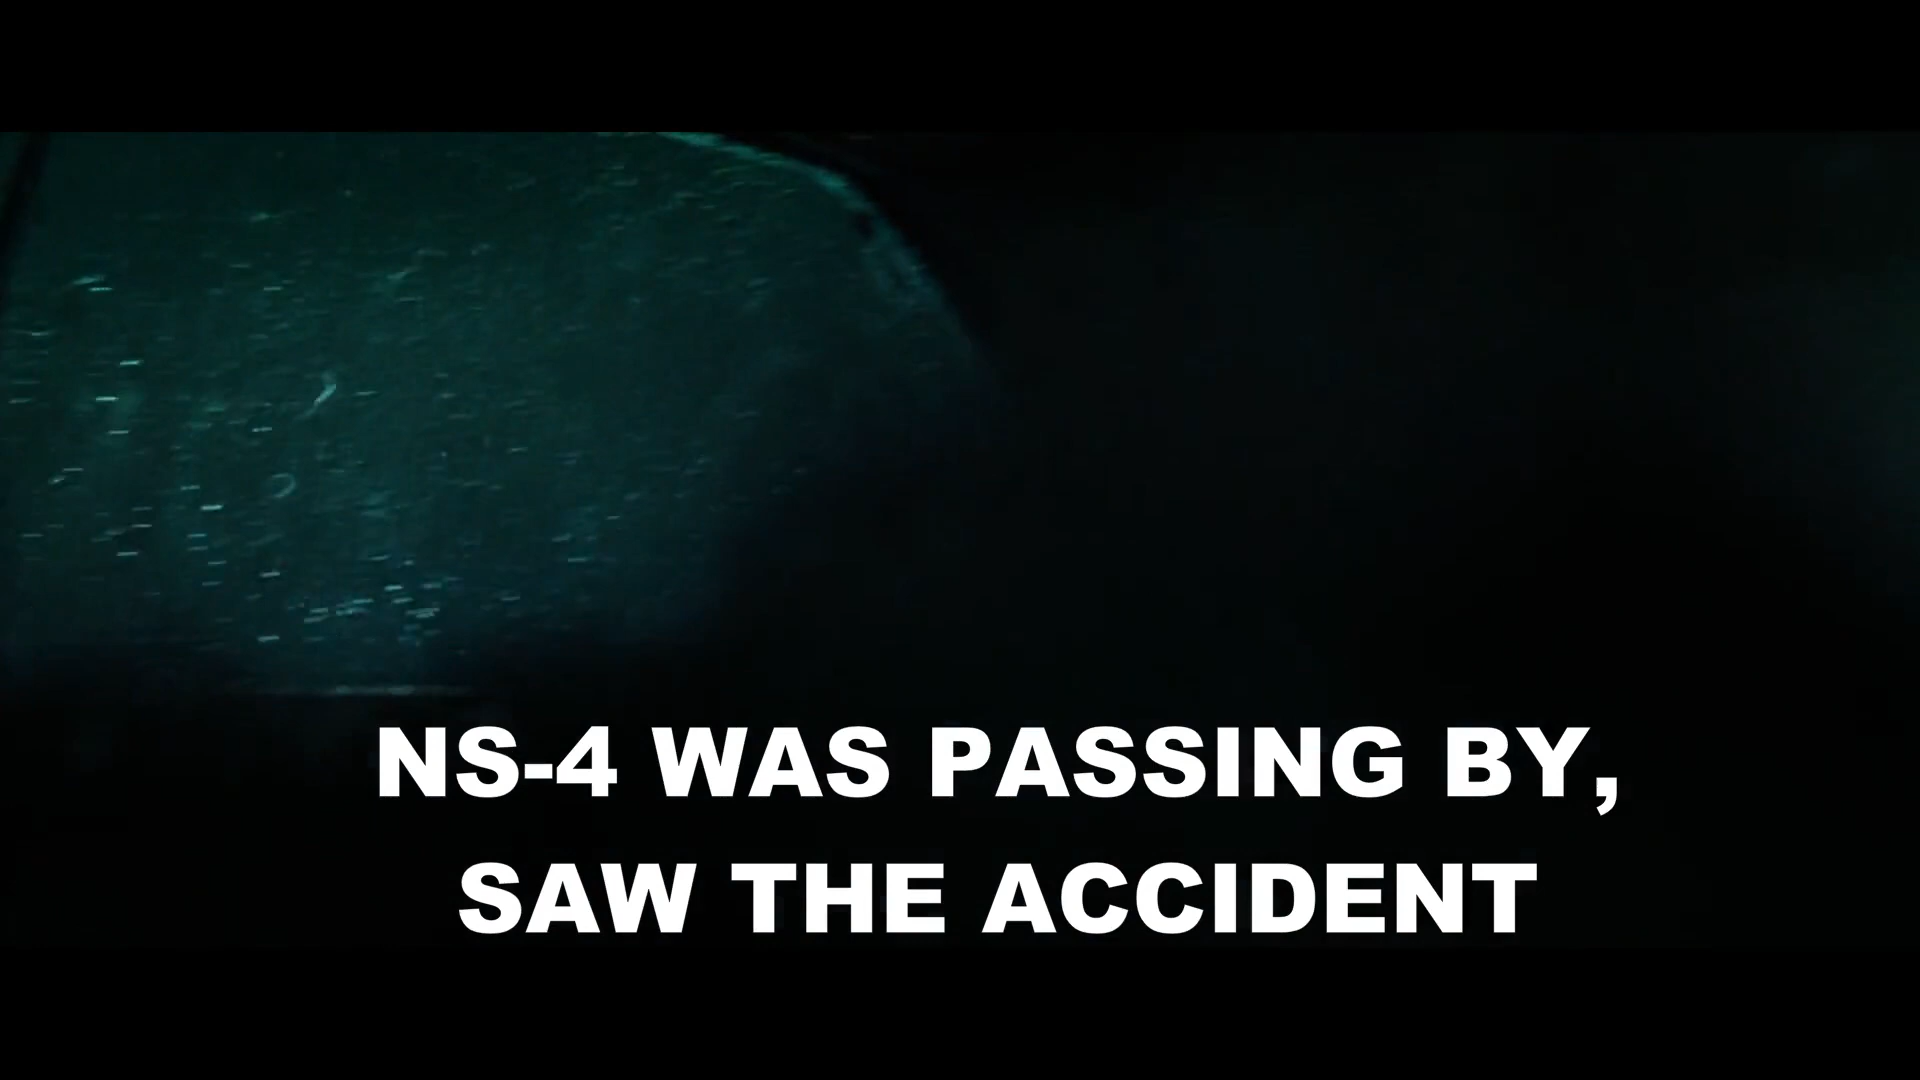 NS-4 WAS PASSING BY,
SAW THE ACCIDENT